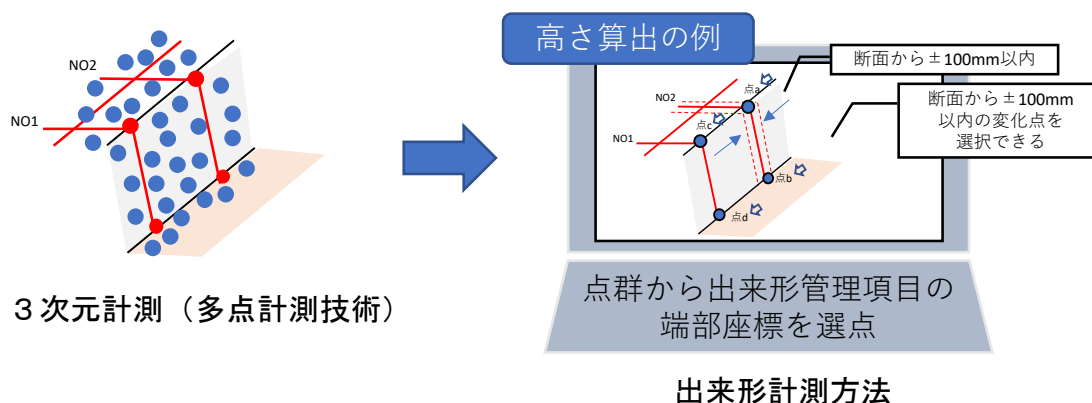 NO2
NO1
３次元計測（多点計測技術）
高さ算出の例
断面から±100mm以内
断面から±100mm
以内の変化点を
選択できる
点a
NO2
点c
NO1
点b
点d
点群から出来形管理項目の
端部座標を選点
出来形計測方法